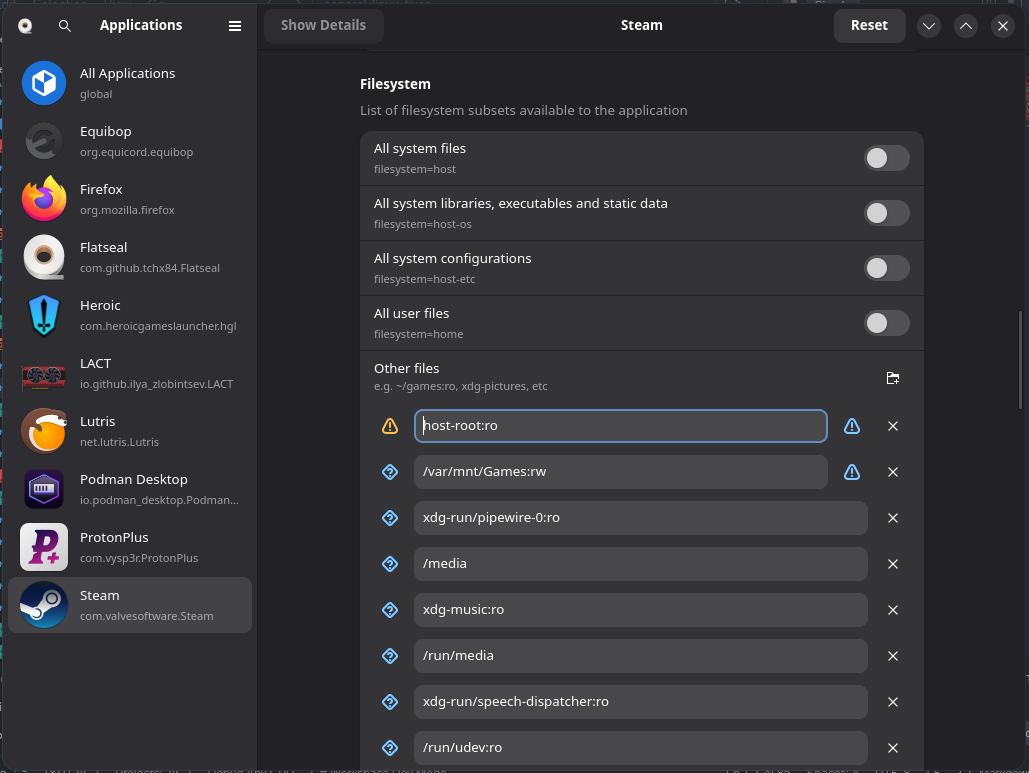 Applications
Show Details
Steam
Reset
All Applications
global
Equibop
org.equicord.equibop
Firefox
org.mozilla.firefox
Flatseal
com.github.tchx84.Flatseal
Heroic
com.heroicgameslauncher.hgl
LACT
io.github.ilya_zlobintsev.LACT
Lutris
net.lutris.Lutris
Podman Desktop
io.podman_desktop.Podman...
ProtonPlus
com.vysp3r.ProtonPlus
Steam
com.valvesoftware.Steam
Filesystem
List of filesystem subsets available to the application
All system files
filesystem=host
All system libraries, executables and static data
filesystem=host-os
All system configurations
filesystem=host-etc
All user files
filesystem=home
Other files
e.g. ~/games:ro, xdg-pictures, etc
host-root:ro
/var/mnt/Games:rw
xdg-run/pipewire-0:ro
/media
xdg-music:ro
/run/media
xdg-run/speech-dispatcher:ro
/run/udev:ro